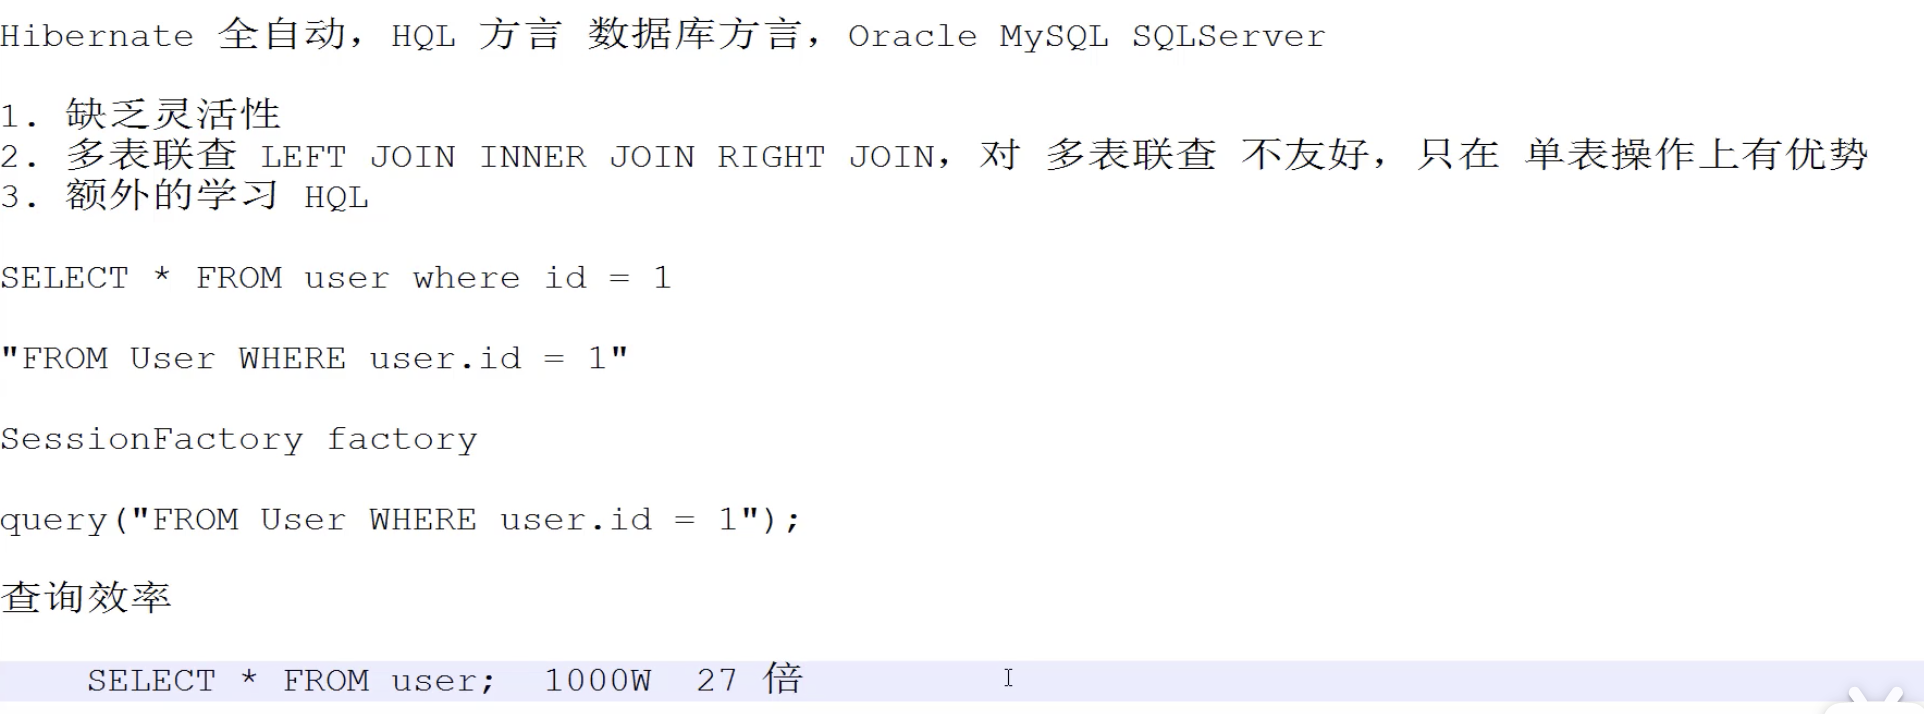 Hibernate 全自动，HQL 方言 数据库方言，Oracle MySQL SQLServer
1. 缺乏灵活性
2. 多表联查 LEFT JOIN INNER JOIN RIGHT JOIN，对 多表联查 不友好，只在 单表操作上有优势
3. 额外的学习 HQL
SELECT * FROM user where id = 1
"FROM User WHERE user.id = 1"
SessionFactory factory
query("FROM User WHERE user.id = 1");
查询效率
SELECT * FROM user; 1000W 27 倍